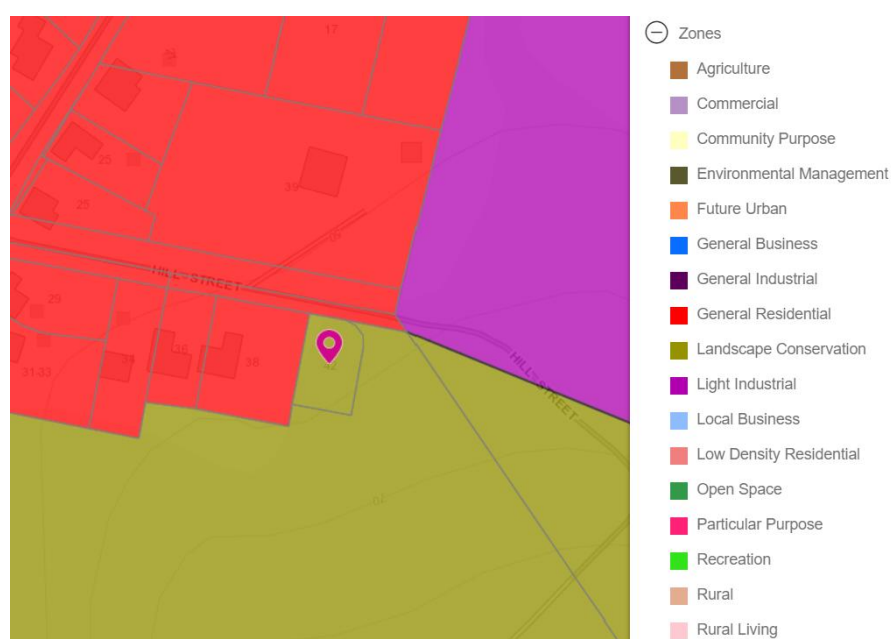 Zones
Agriculture
Commercial
Community Purpose
Environmental Management
Future Urban
General Business
General Industrial
General Residential
Landscape Conservation
Light Industrial
Local Business
Low Density Residential
Open Space
Particular Purpose
Recreation
Rural
Rural Living
17
25
39
25
HILL STREET
29
36
38
31-33
HILL STREET